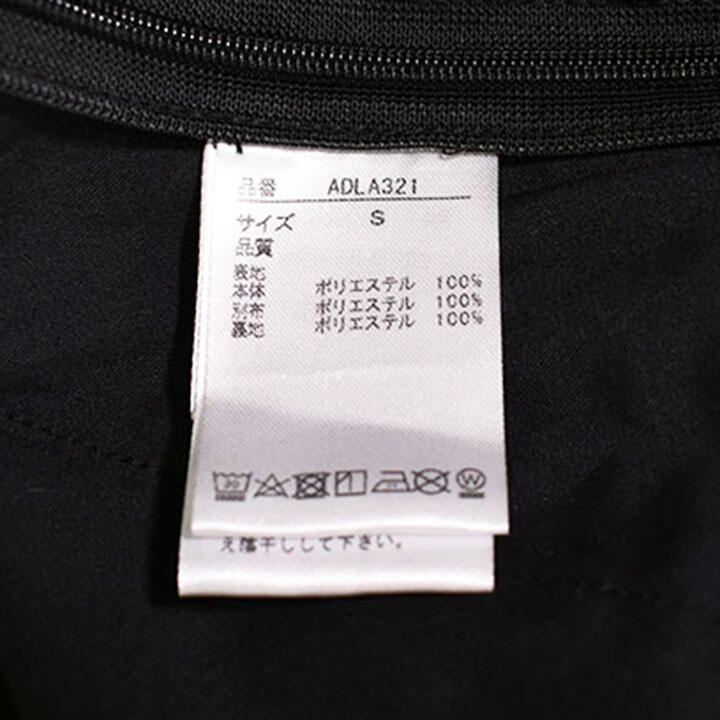 品番 ADLA321
サイズ S
品質
表地
本体 ポリエステル 100%
別布 ポリエステル 100%
裏地 ポリエステル 100%
30
W
え陰干しして下さい。